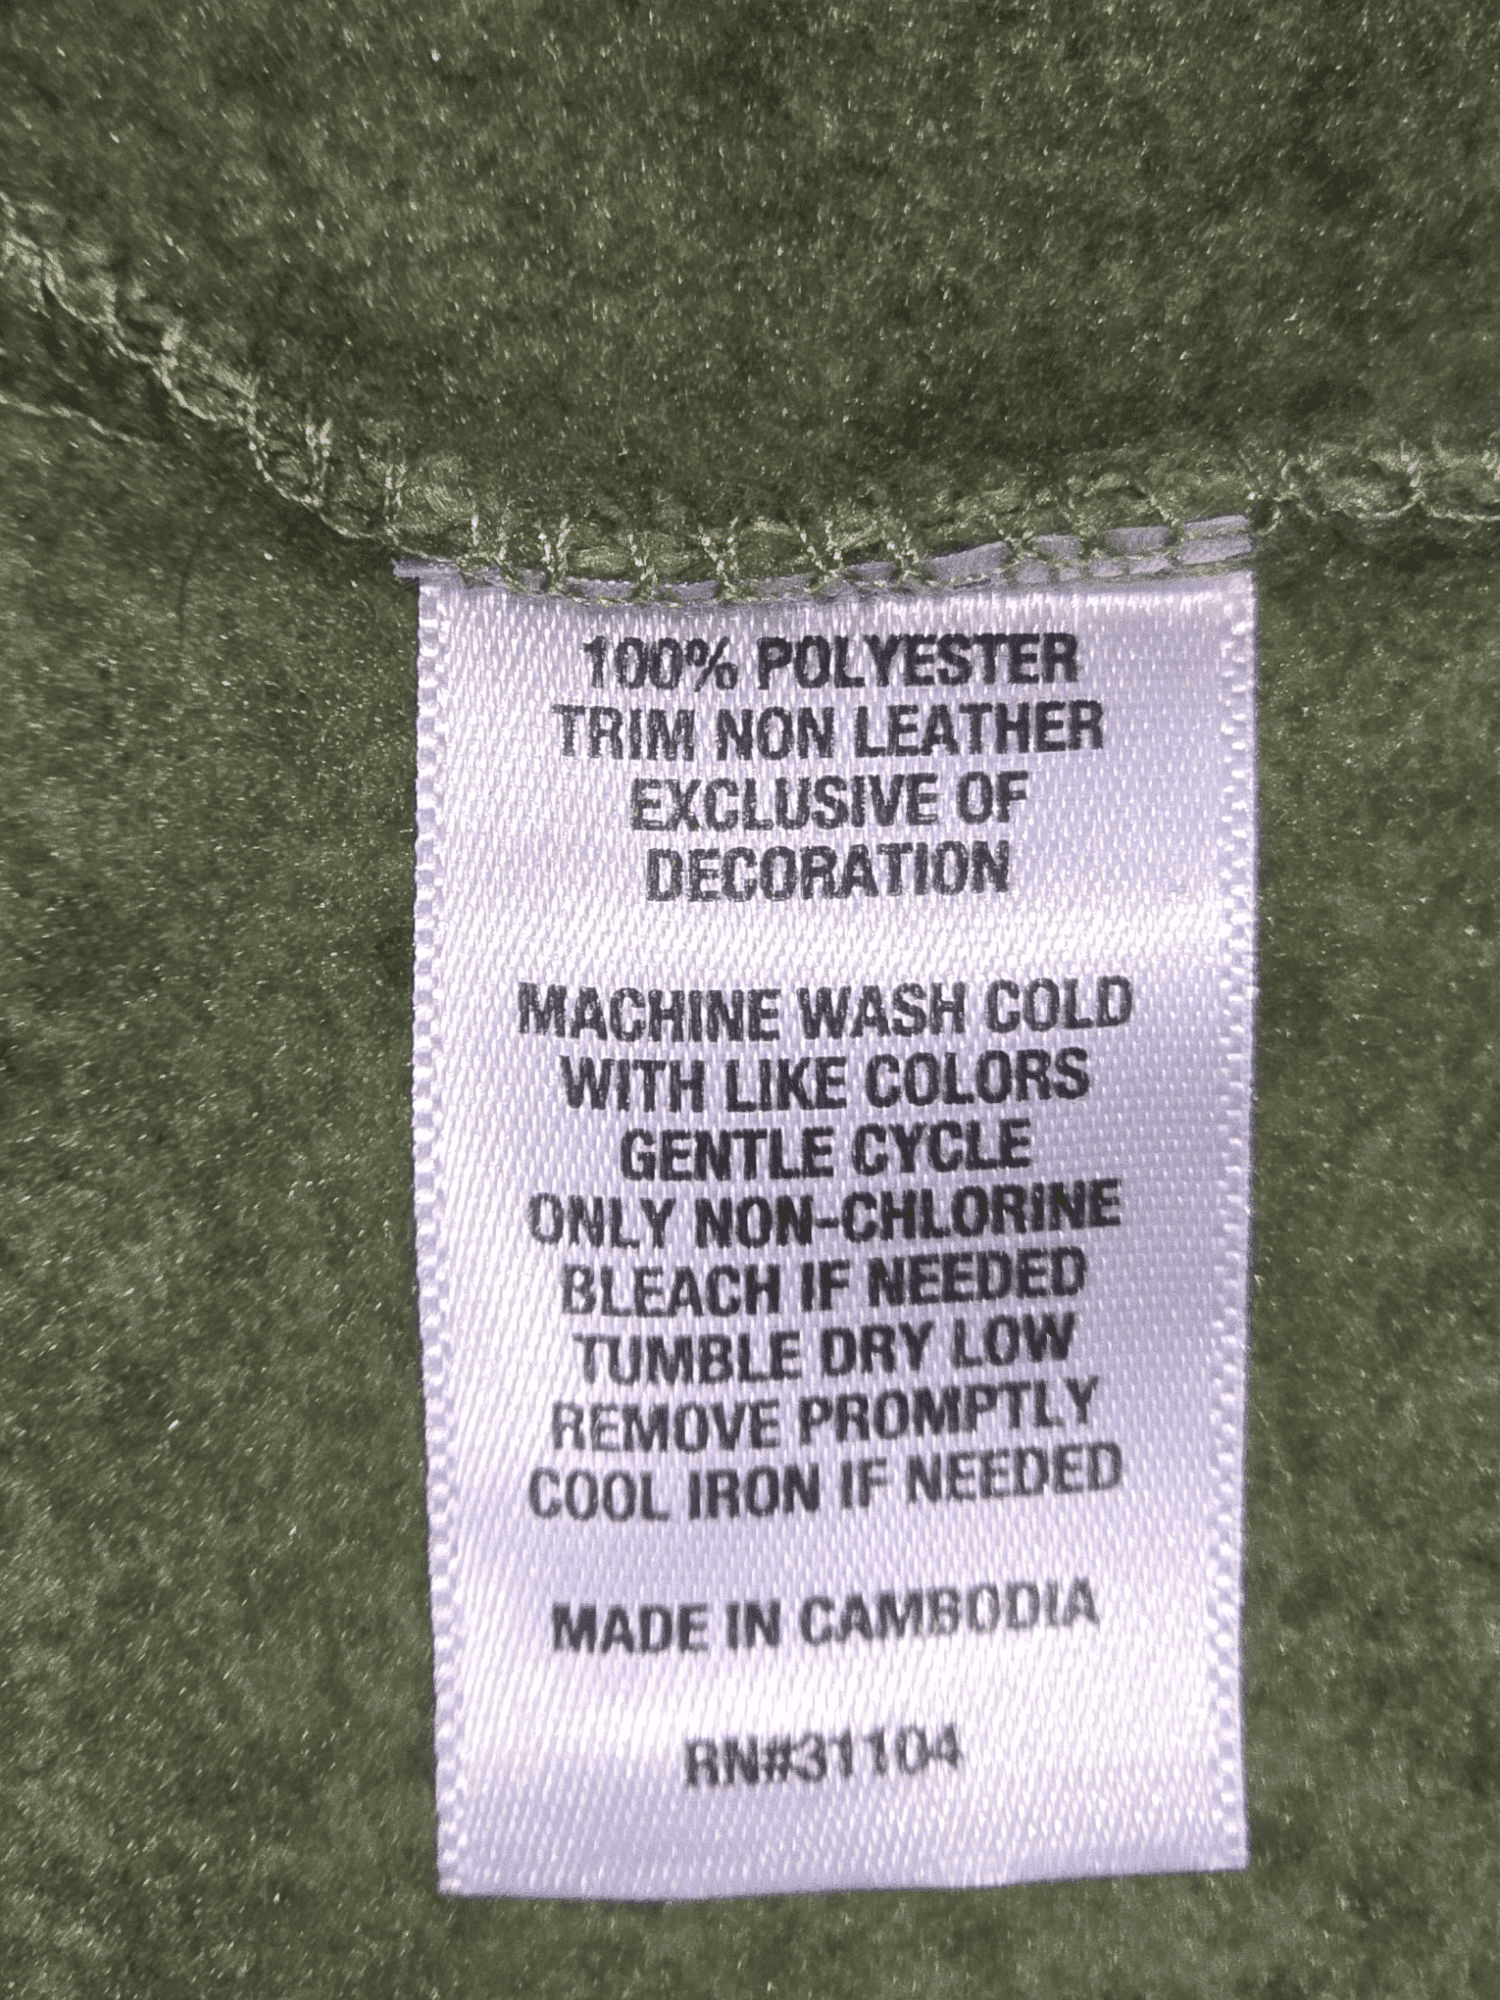 100% POLYESTER
TRIM NON LEATHER
EXCLUSIVE OF
DECORATION
MACHINE WASH COLD
WITH LIKE COLORS
GENTLE CYCLE
ONLY NON-CHLORINE
BLEACH IF NEEDED
TUMBLE DRY LOW
REMOVE PROMPTLY
COOL IRON IF NEEDED
MADE IN CAMBODIA
RN#31104